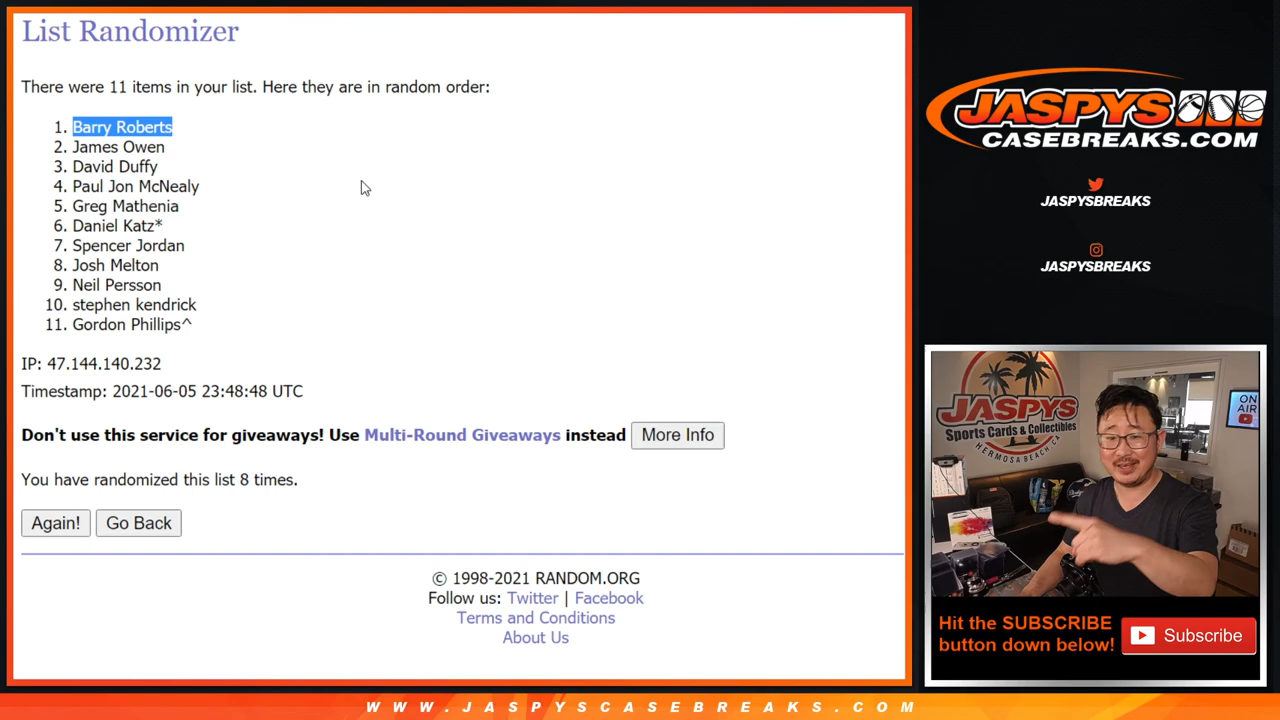 List Randomizer
There were 11 items in your list. Here they are in random order:
1. Barry Roberts
2. James Owen
3. David Duffy
4. Paul Jon McNealy
5. Greg Mathenia
6. Daniel Katz*
7. Spencer Jordan
8. Josh Melton
9. Neil Persson
10. stephen kendrick
11. Gordon Phillips^
IP: 47.144.140.232
Timestamp: 2021-06-05 23:48:48 UTC
Don't use this service for giveaways! Use Multi-Round Giveaways instead More Info
You have randomized this list 8 times.
Again! Go Back
© 1998-2021 RANDOM.ORG
Follow us: Twitter | Facebook
Terms and Conditions
About Us
JASPYS
CASEBREAKS.COM
JASPYSBREAKS
JASPYSBREAKS
JASPYS
Sports Cards & Collectibles
HERMOSA BEACH, CA
ON
AIR
Hit the SUBSCRIBE
button down below!
Subscribe
WWW.JASPYSCASEBREAKS.COM